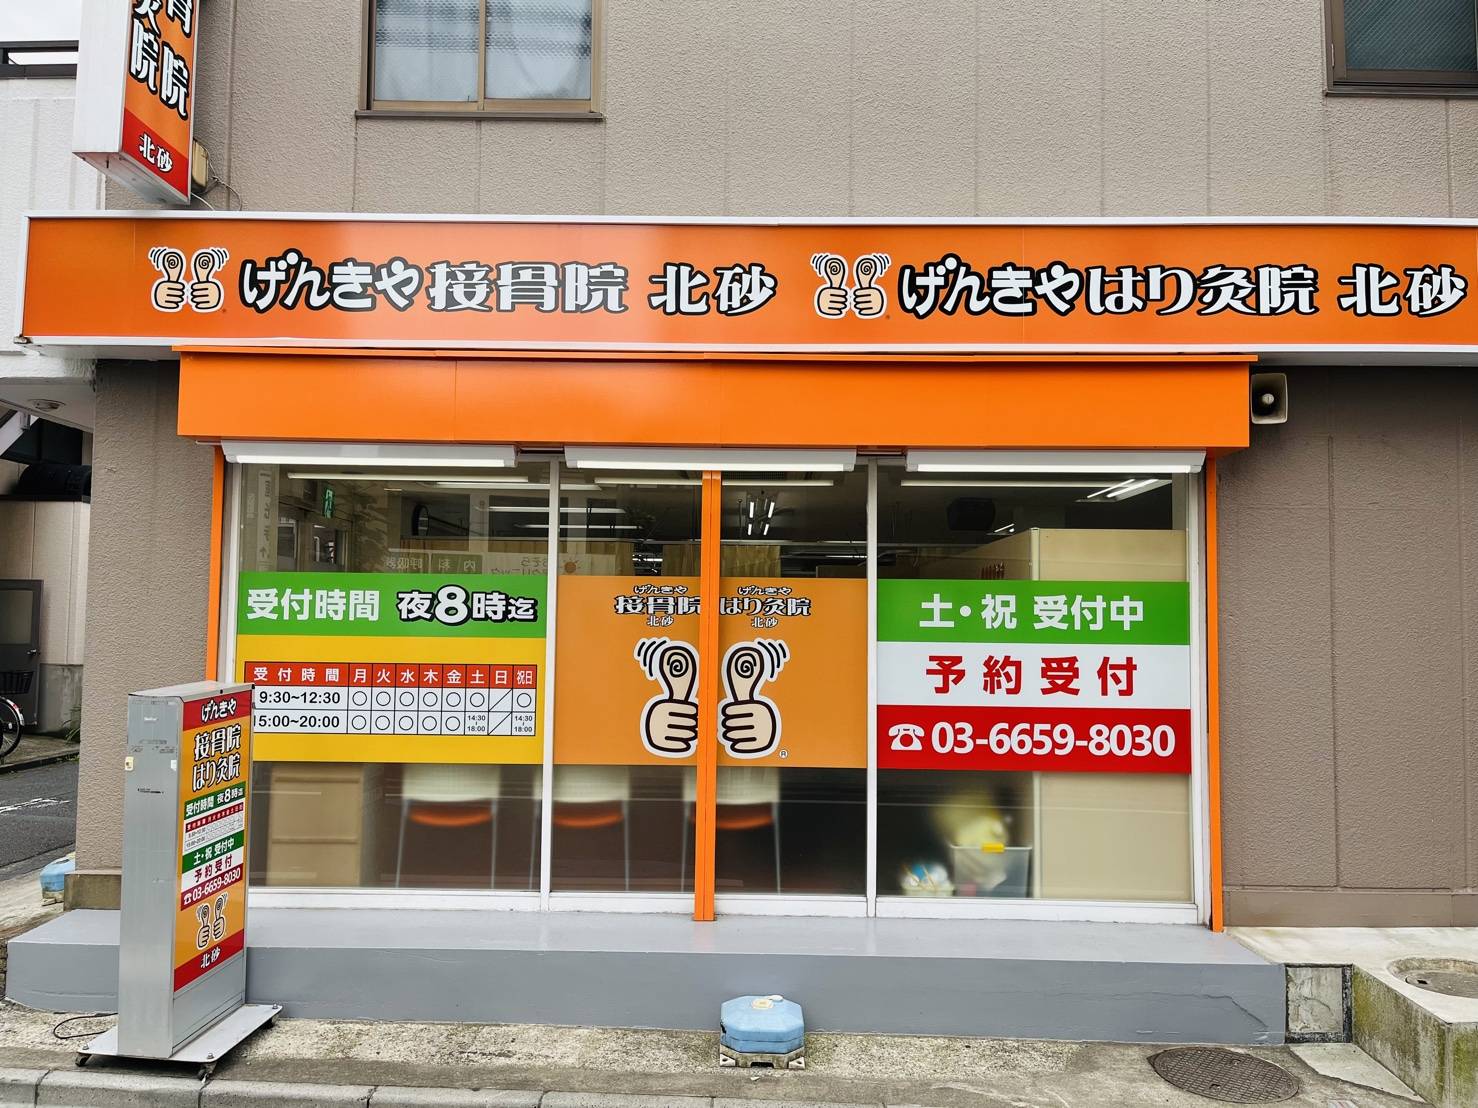 院 院
北砂
げんきや接骨院 北砂
げんきやはり灸院 北砂
受付時間 夜8時迄
受付時間 月 火 水 木 金 土 日 祝日
9:30~12:30 ○ ○ ○ ○ ○ ○ ／ ○
15:00~20:00 ○ ○ ○ ○ ○ 14:30~18:00 ／ 14:30~18:00
げんきや
接骨院
北砂
げんきや
はり灸院
北砂
土・祝 受付中
予約受付
☎03-6659-8030
げんきや
接骨院
はり灸院
受付時間 夜8時迄
土・祝 受付中
予約受付
☎03-6659-8030
北砂